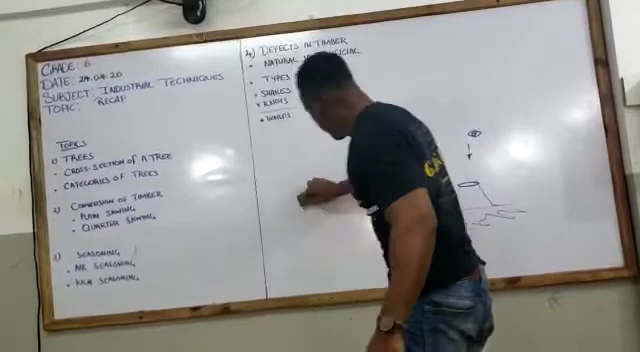 GRADE: 8
DATE: 29.04.20
SUBJECT: INDUSTRIAL TECHNIQUES
TOPIC: RECAP
TOPICS
1) TREES
• CROSS-SECTION OF A TREE
• CATEGORIES OF TREES
2) CONVERSION OF TIMBER
• PLAIN SAWING
• QUARTER SAWING
3) SEASONING
• AIR SEASONING
• KILN SEASONING
4) DEFECTS IN TIMBER
• NATURAL
• TYPES
* SHAKES
* KNOTS
* WARPS